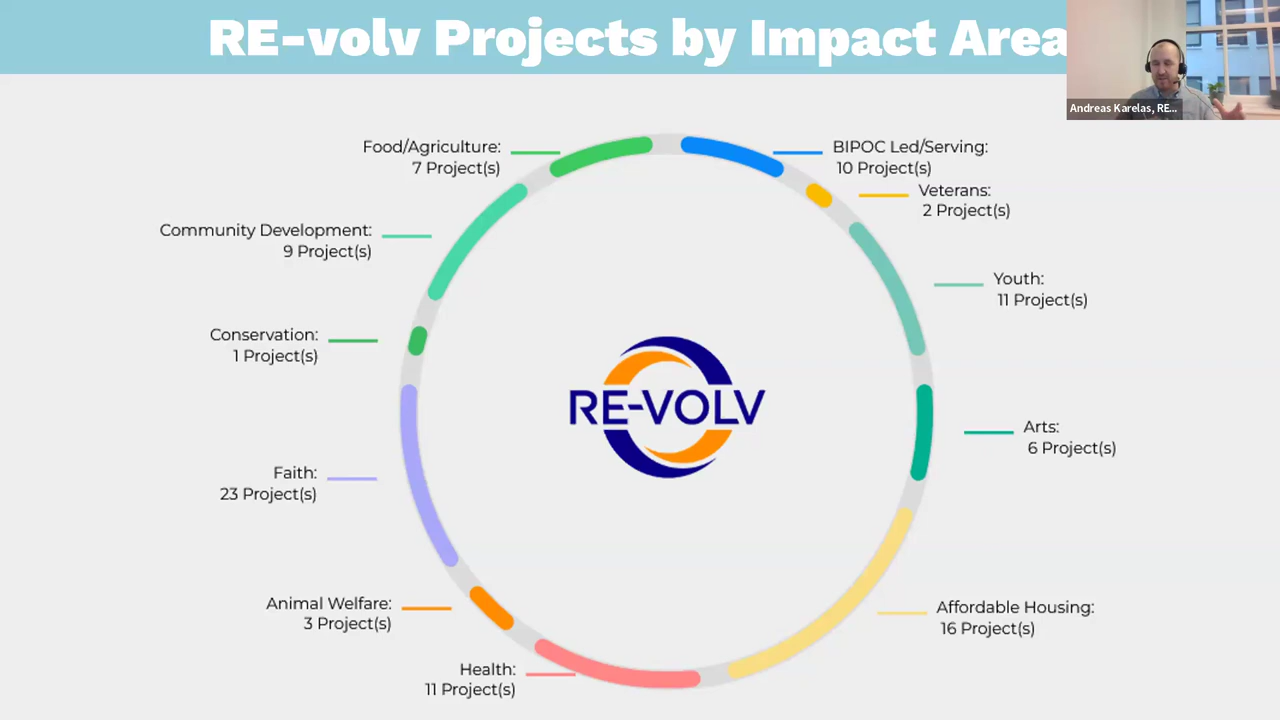 RE-volv Projects by Impact Area
Andreas Karelas, RE...
Food/Agriculture:
7 Project(s)
BIPOC Led/Serving:
10 Project(s)
Veterans:
2 Project(s)
Community Development:
9 Project(s)
Youth:
11 Project(s)
Conservation:
1 Project(s)
RE-VOLV
Arts:
6 Project(s)
Faith:
23 Project(s)
Animal Welfare:
3 Project(s)
Affordable Housing:
16 Project(s)
Health:
11 Project(s)